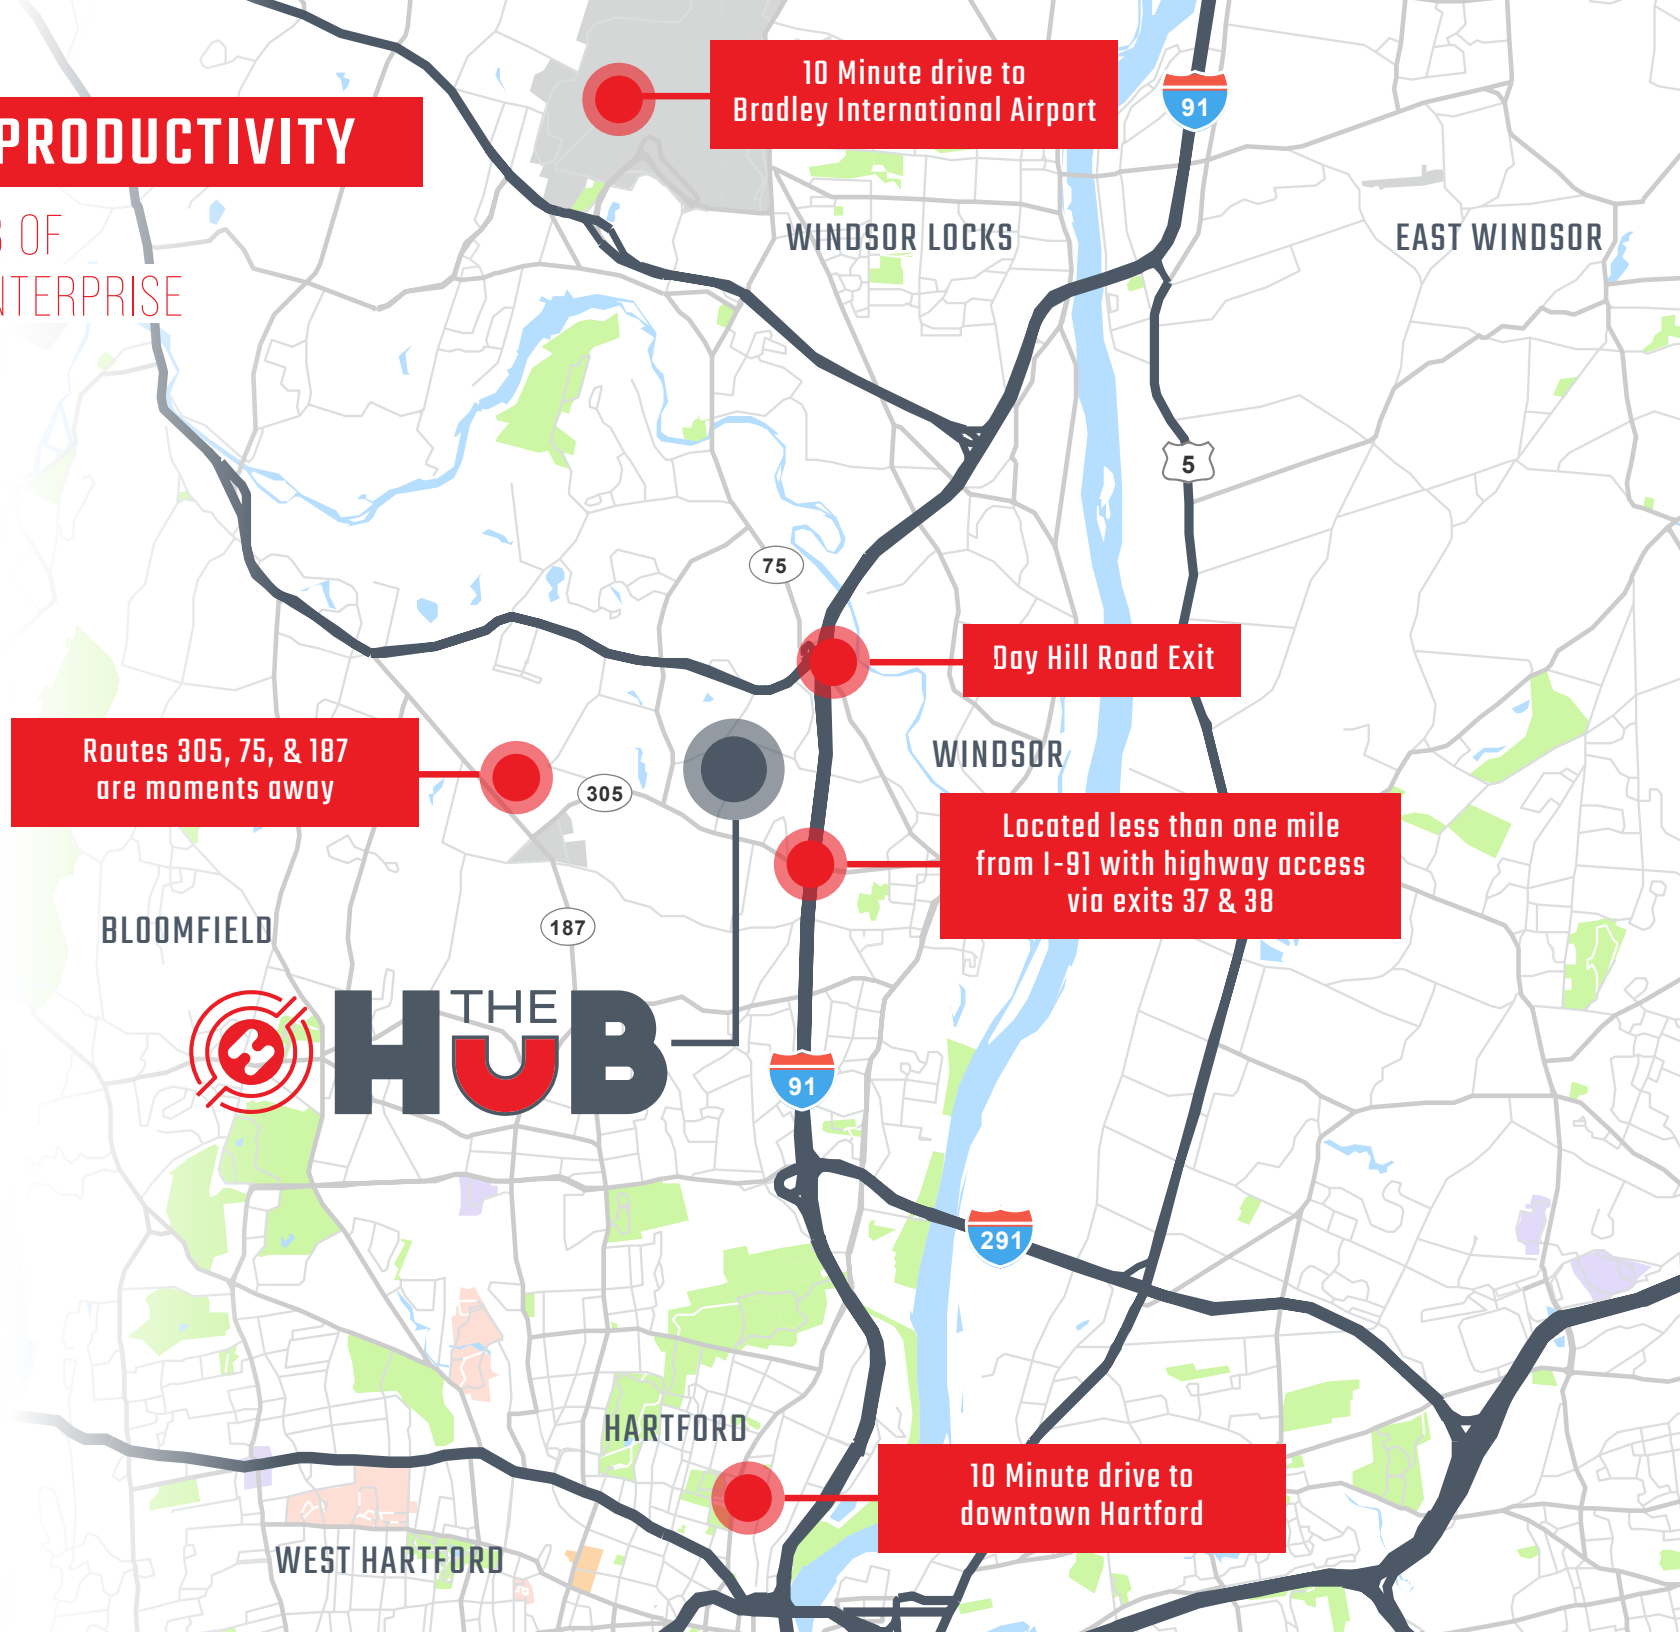 10 Minute drive to
Bradley International Airport
91
PRODUCTIVITY
OF
WINDSOR LOCKS
EAST WINDSOR
5
75
Day Hill Road Exit
Routes 305, 75, & 187
are moments away
WINDSOR
305
Located less than one mile
from I-91 with highway access
via exits 37 & 38
187
BLOOMFIELD
THE
HUB
91
291
HARTFORD
10 Minute drive to
downtown Hartford
WEST HARTFORD